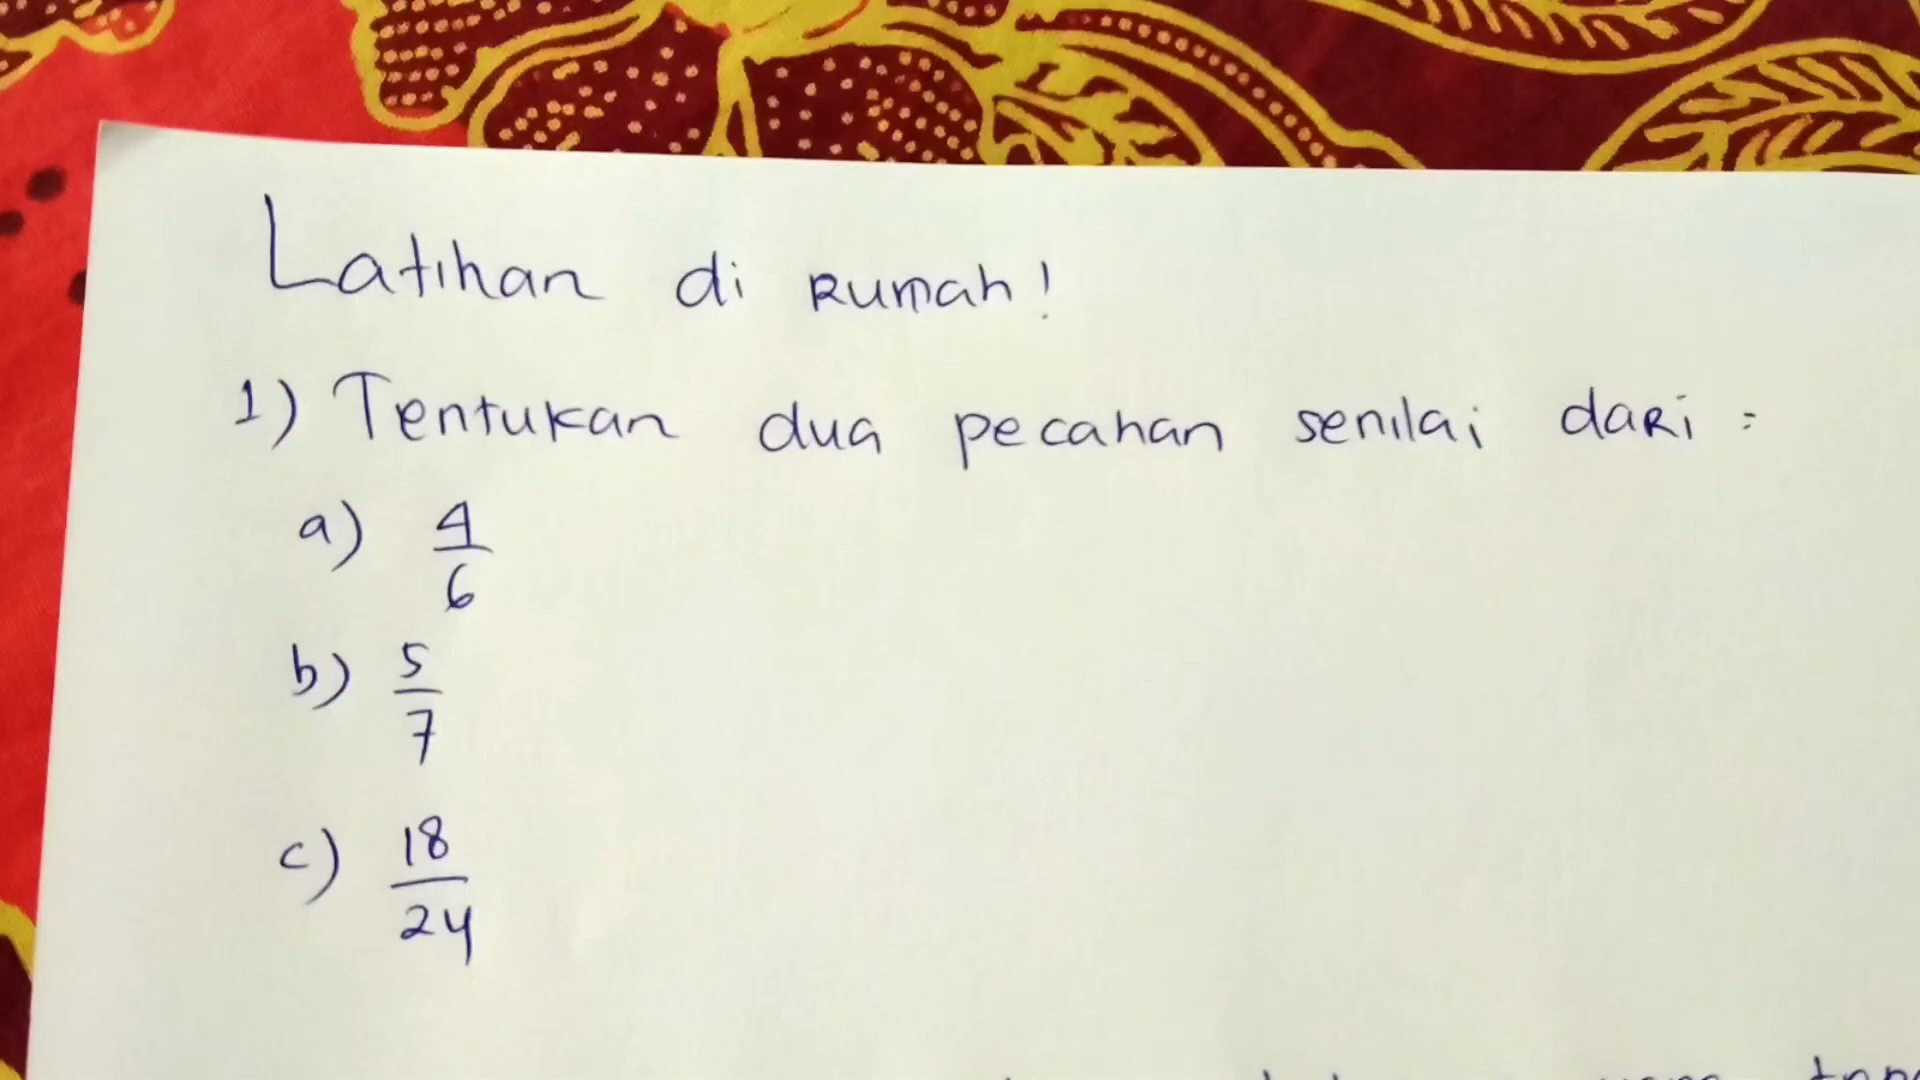 Latihan di Rumah!
1) Tentukan dua pecahan senilai dari :
a) 4/6
b) 5/7
c) 18/24